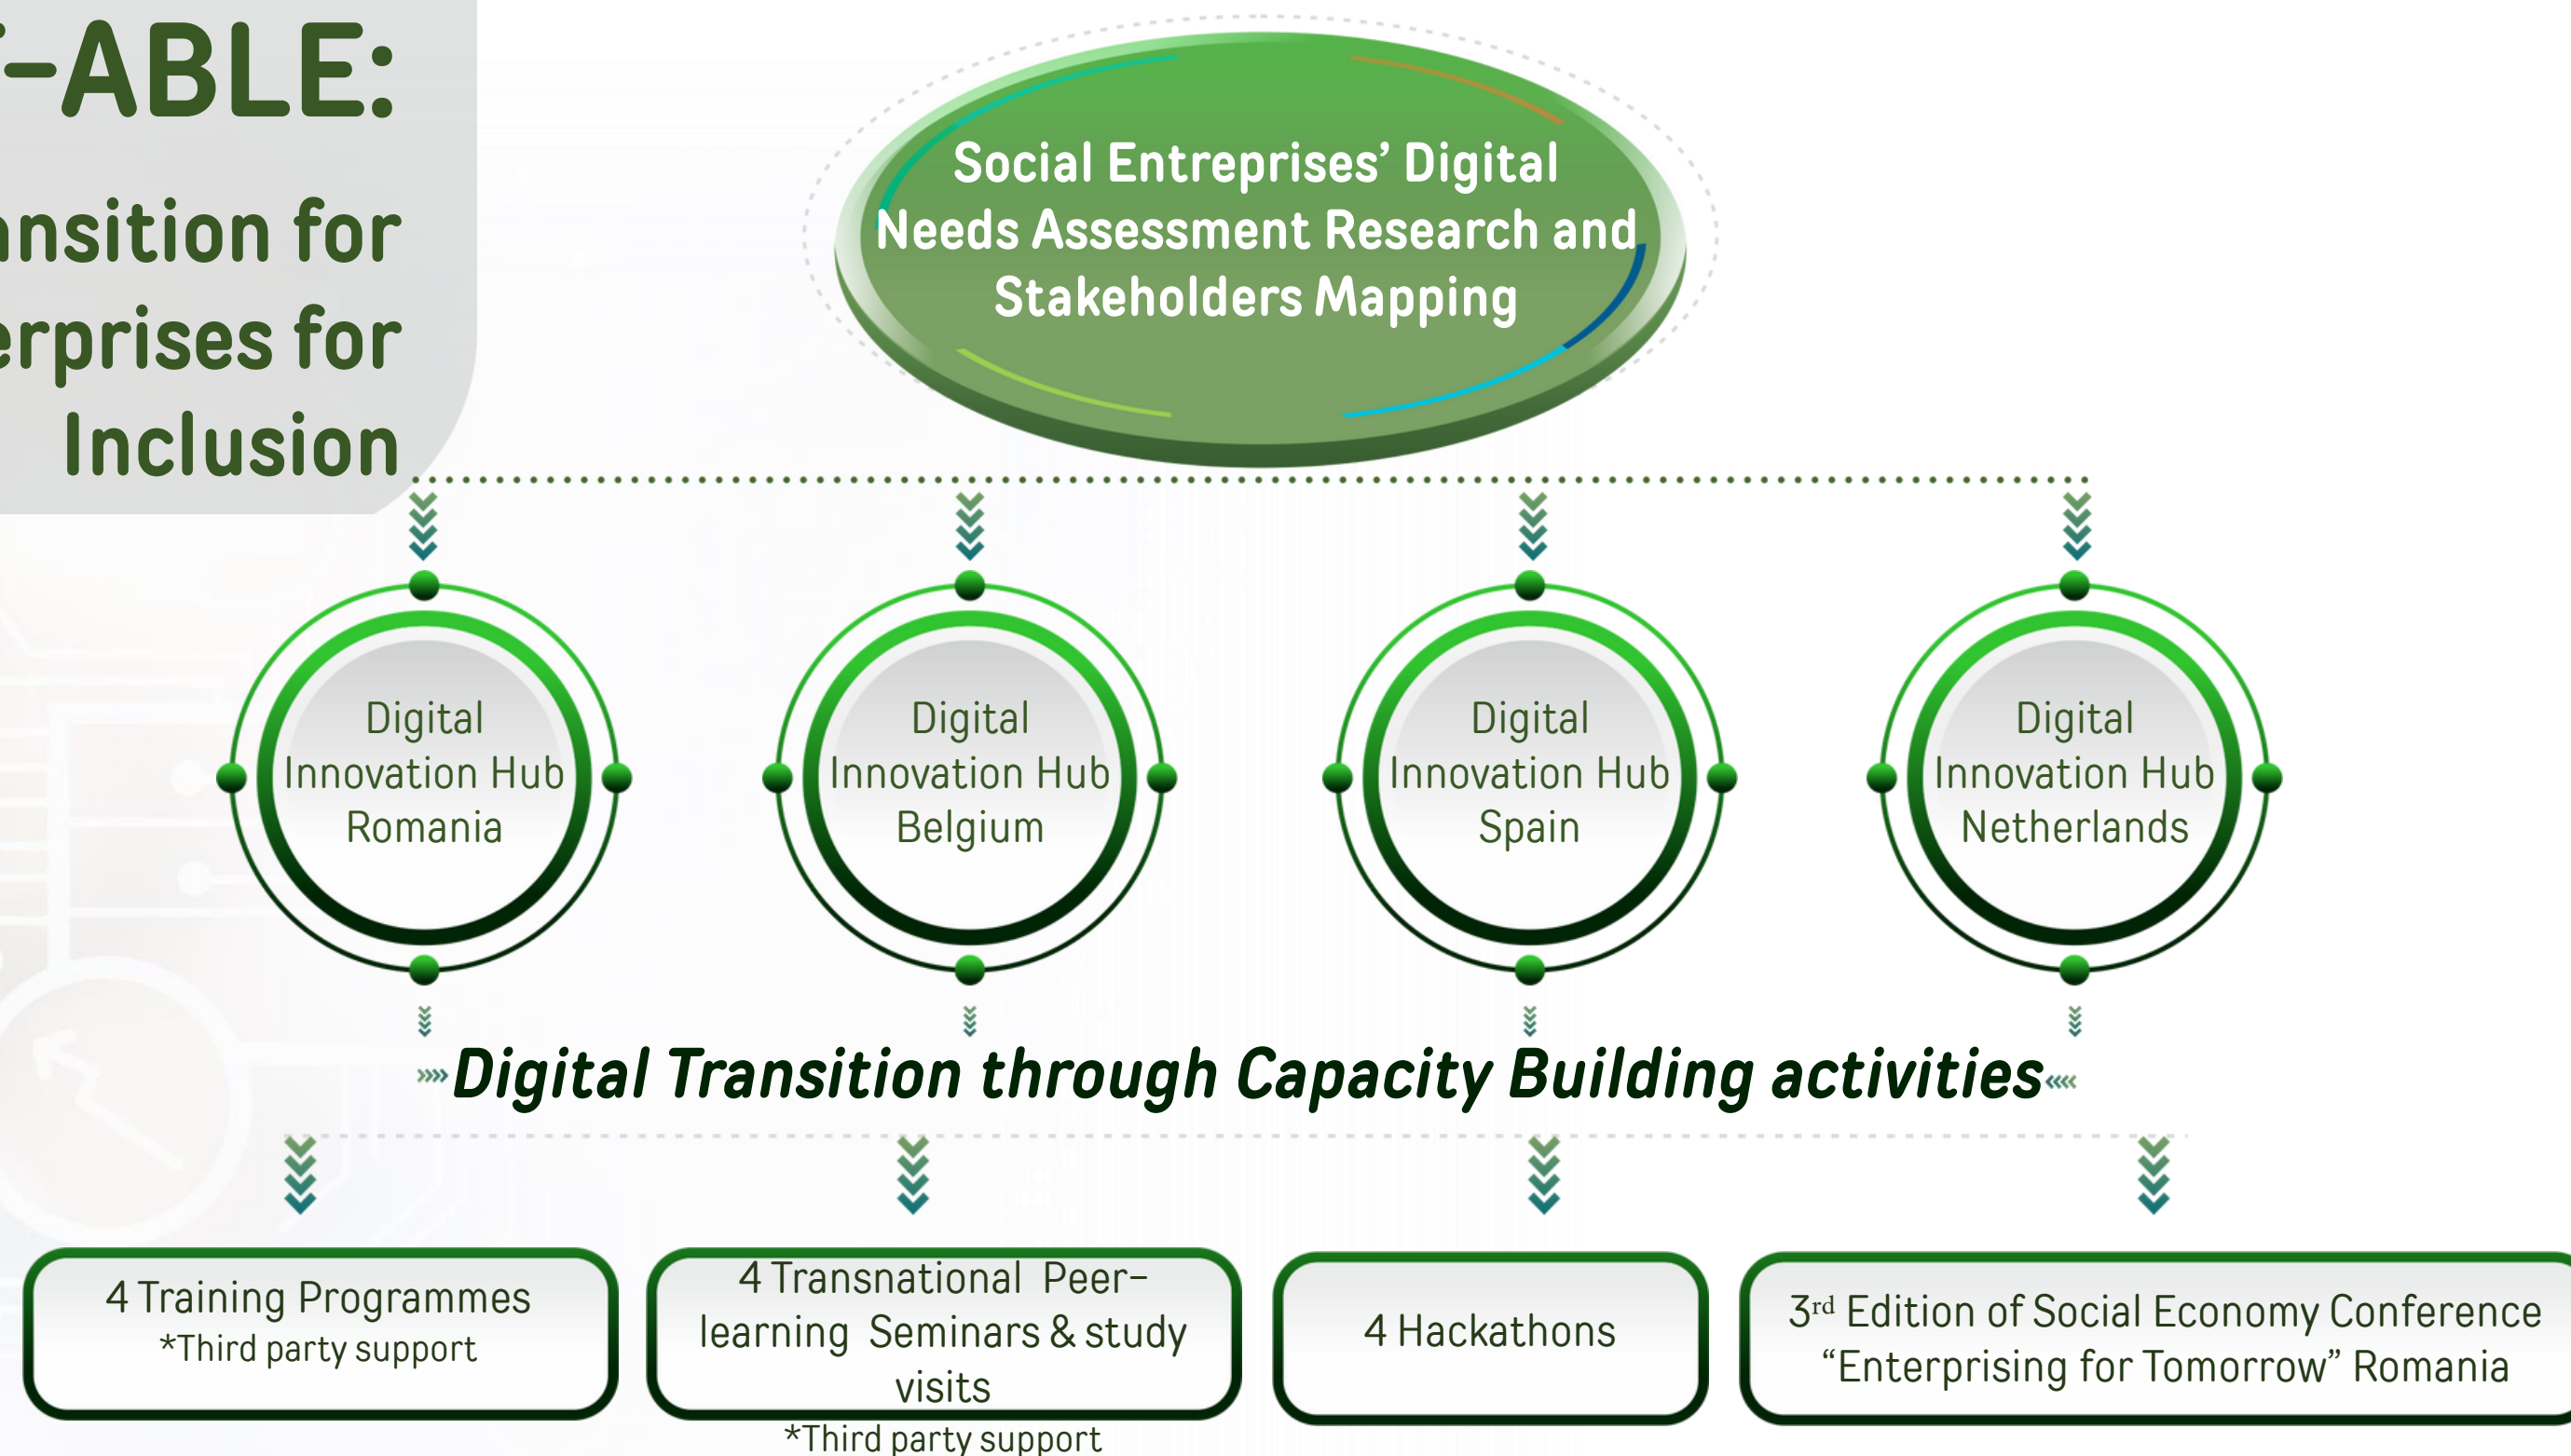 -ABLE:
ansition for
erprises for
Inclusion
Social Entreprises’ Digital
Needs Assessment Research and
Stakeholders Mapping
Digital
Innovation Hub
Romania
Digital
Innovation Hub
Belgium
Digital
Innovation Hub
Spain
Digital
Innovation Hub
Netherlands
Digital Transition through Capacity Building activities
4 Training Programmes
*Third party support
4 Transnational Peer-
learning Seminars & study
visits
*Third party support
4 Hackathons
3rd Edition of Social Economy Conference
“Enterprising for Tomorrow” Romania